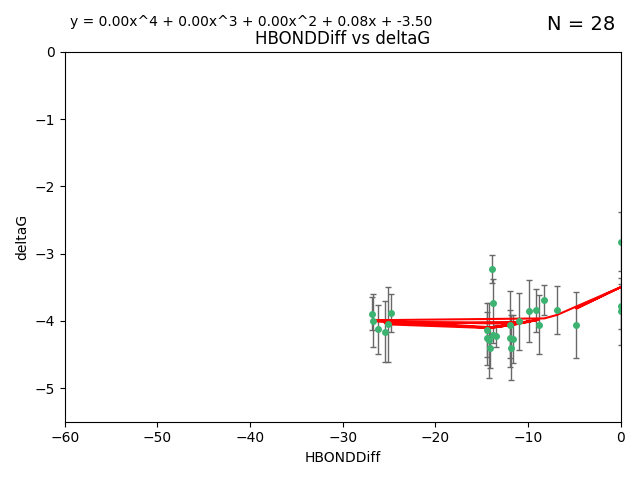 y = 0.00x^4 + 0.00x^3 + 0.00x^2 + 0.08x + -3.50
N = 28
HBONDDiff vs deltaG
0
−1
−2
−3
−4
−5
deltaG
−60
−50
−40
−30
−20
−10
0
HBONDDiff